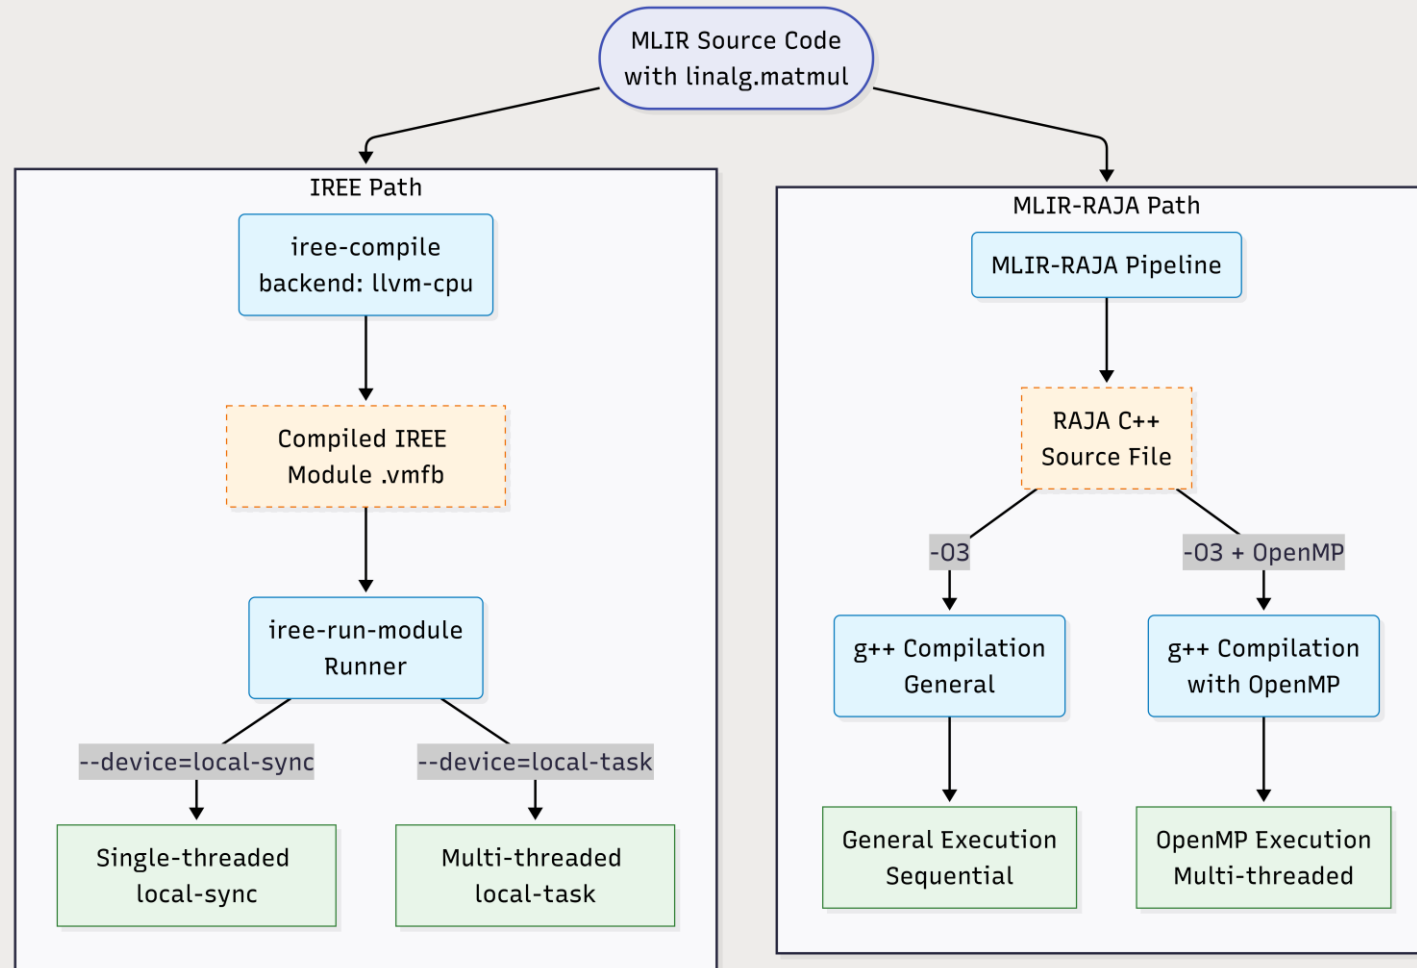 MLIR Source Code
with linalg.matmul
IREE Path
iree-compile
backend: llvm-cpu
Compiled IREE
Module .vmfb
iree-run-module
Runner
--device=local-sync
--device=local-task
Single-threaded
local-sync
Multi-threaded
local-task
MLIR-RAJA Path
MLIR-RAJA Pipeline
RAJA C++
Source File
-O3
-O3 + OpenMP
g++ Compilation
General
g++ Compilation
with OpenMP
General Execution
Sequential
OpenMP Execution
Multi-threaded